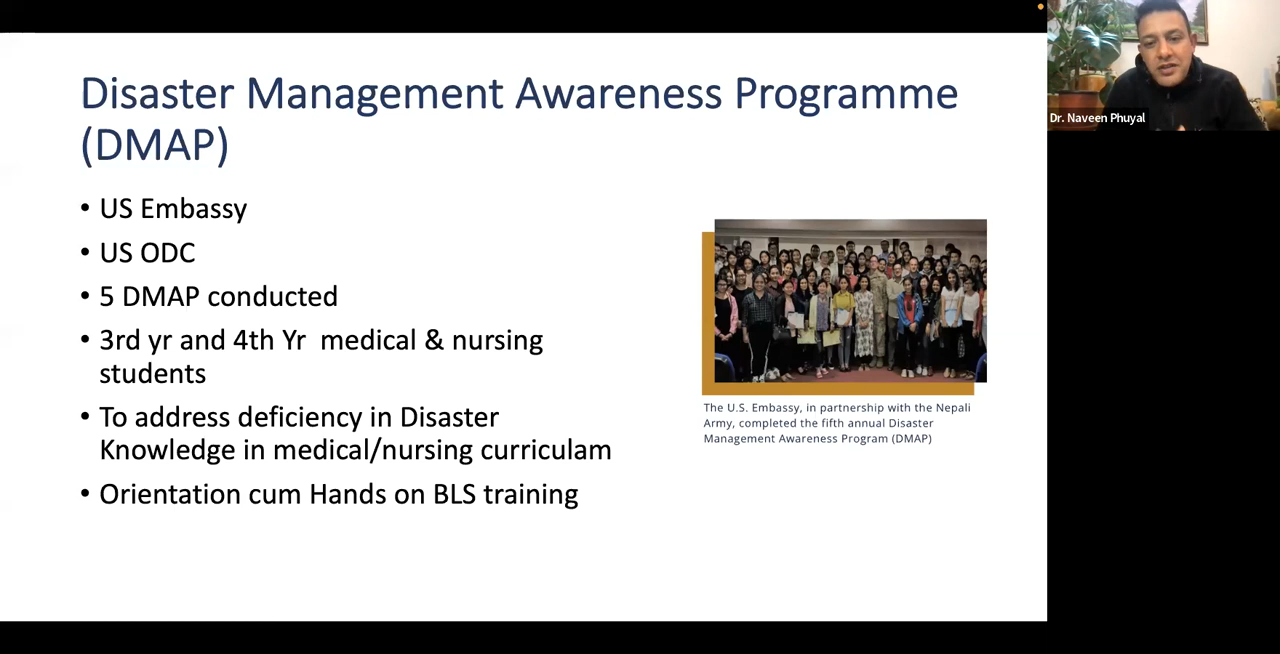 Disaster Management Awareness Programme
(DMAP)
• US Embassy
• US ODC
• 5 DMAP conducted
• 3rd yr and 4th Yr  medical & nursing
students
• To address deficiency in Disaster
Knowledge in medical/nursing curriculam
• Orientation cum Hands on BLS training
The U.S. Embassy, in partnership with the Nepali
Army, completed the fifth annual Disaster
Management Awareness Program (DMAP)
Dr. Naveen Phuyal